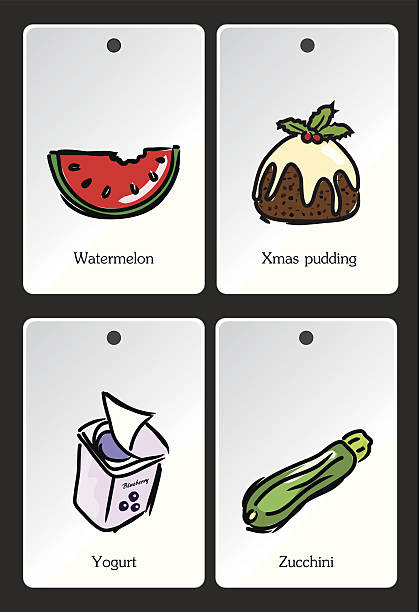 Watermelon
Xmas pudding
Blueberry
Yogurt
Zucchini